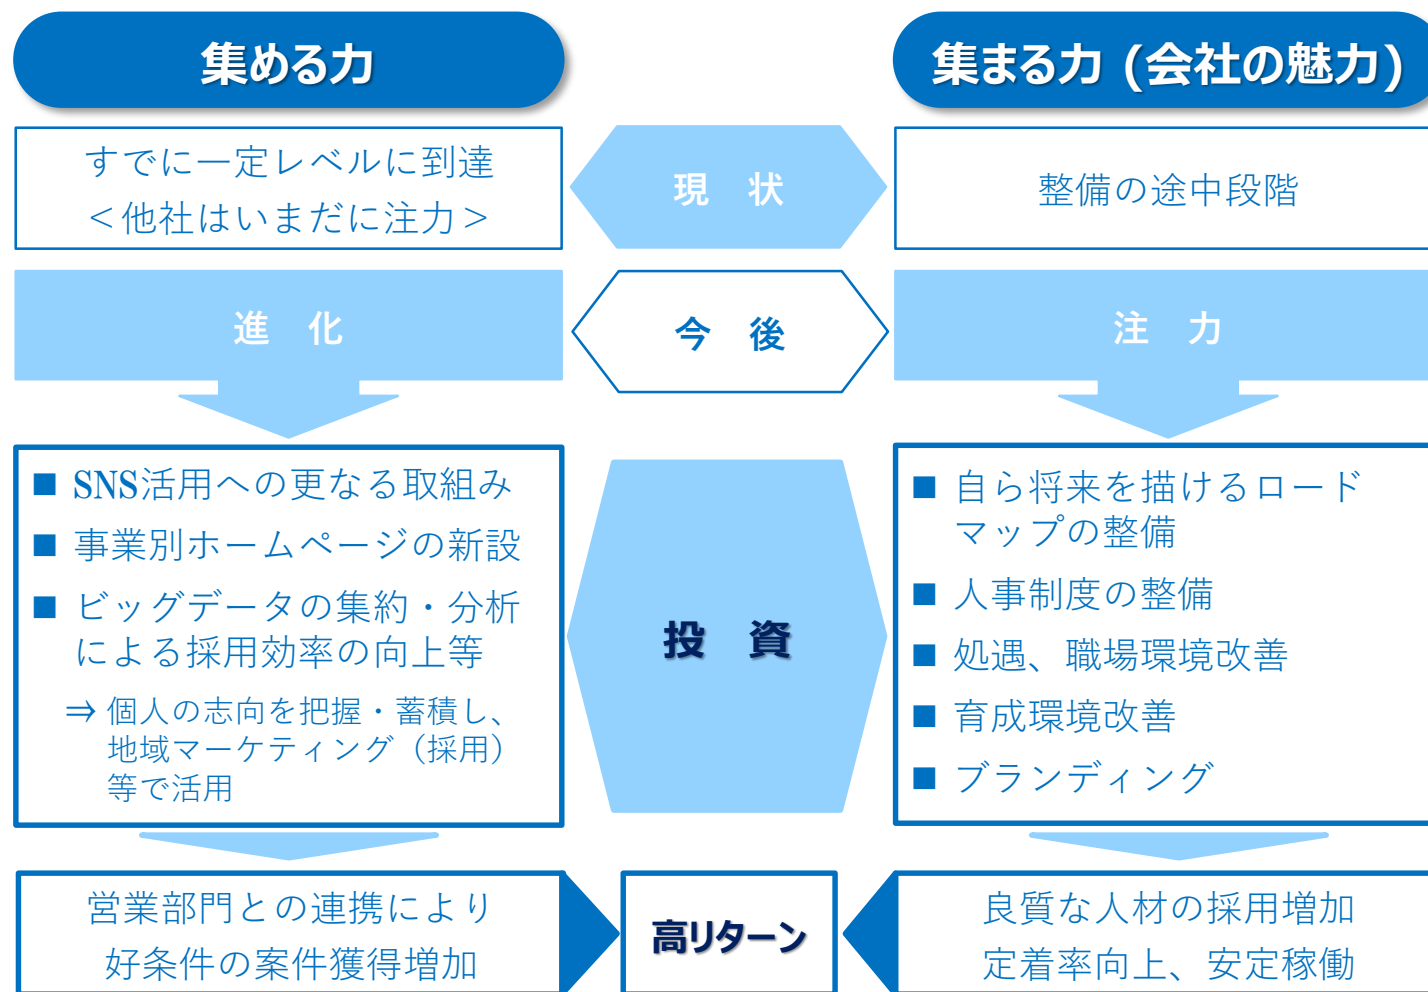 集める力
集まる力 (会社の魅力)
すでに一定レベルに到達
＜他社はいまだに注力＞
現　状
整備の途中段階
進　化
今　後
注　力
■ SNS活用への更なる取組み
■ 事業別ホームページの新設
■ ビッグデータの集約・分析
による採用効率の向上等
⇒ 個人の志向を把握・蓄積し、
地域マーケティング（採用）
等で活用
投　資
■ 自ら将来を描けるロード
マップの整備
■ 人事制度の整備
■ 処遇、職場環境改善
■ 育成環境改善
■ ブランディング
営業部門との連携により
好条件の案件獲得増加
高リターン
良質な人材の採用増加
定着率向上、安定稼働